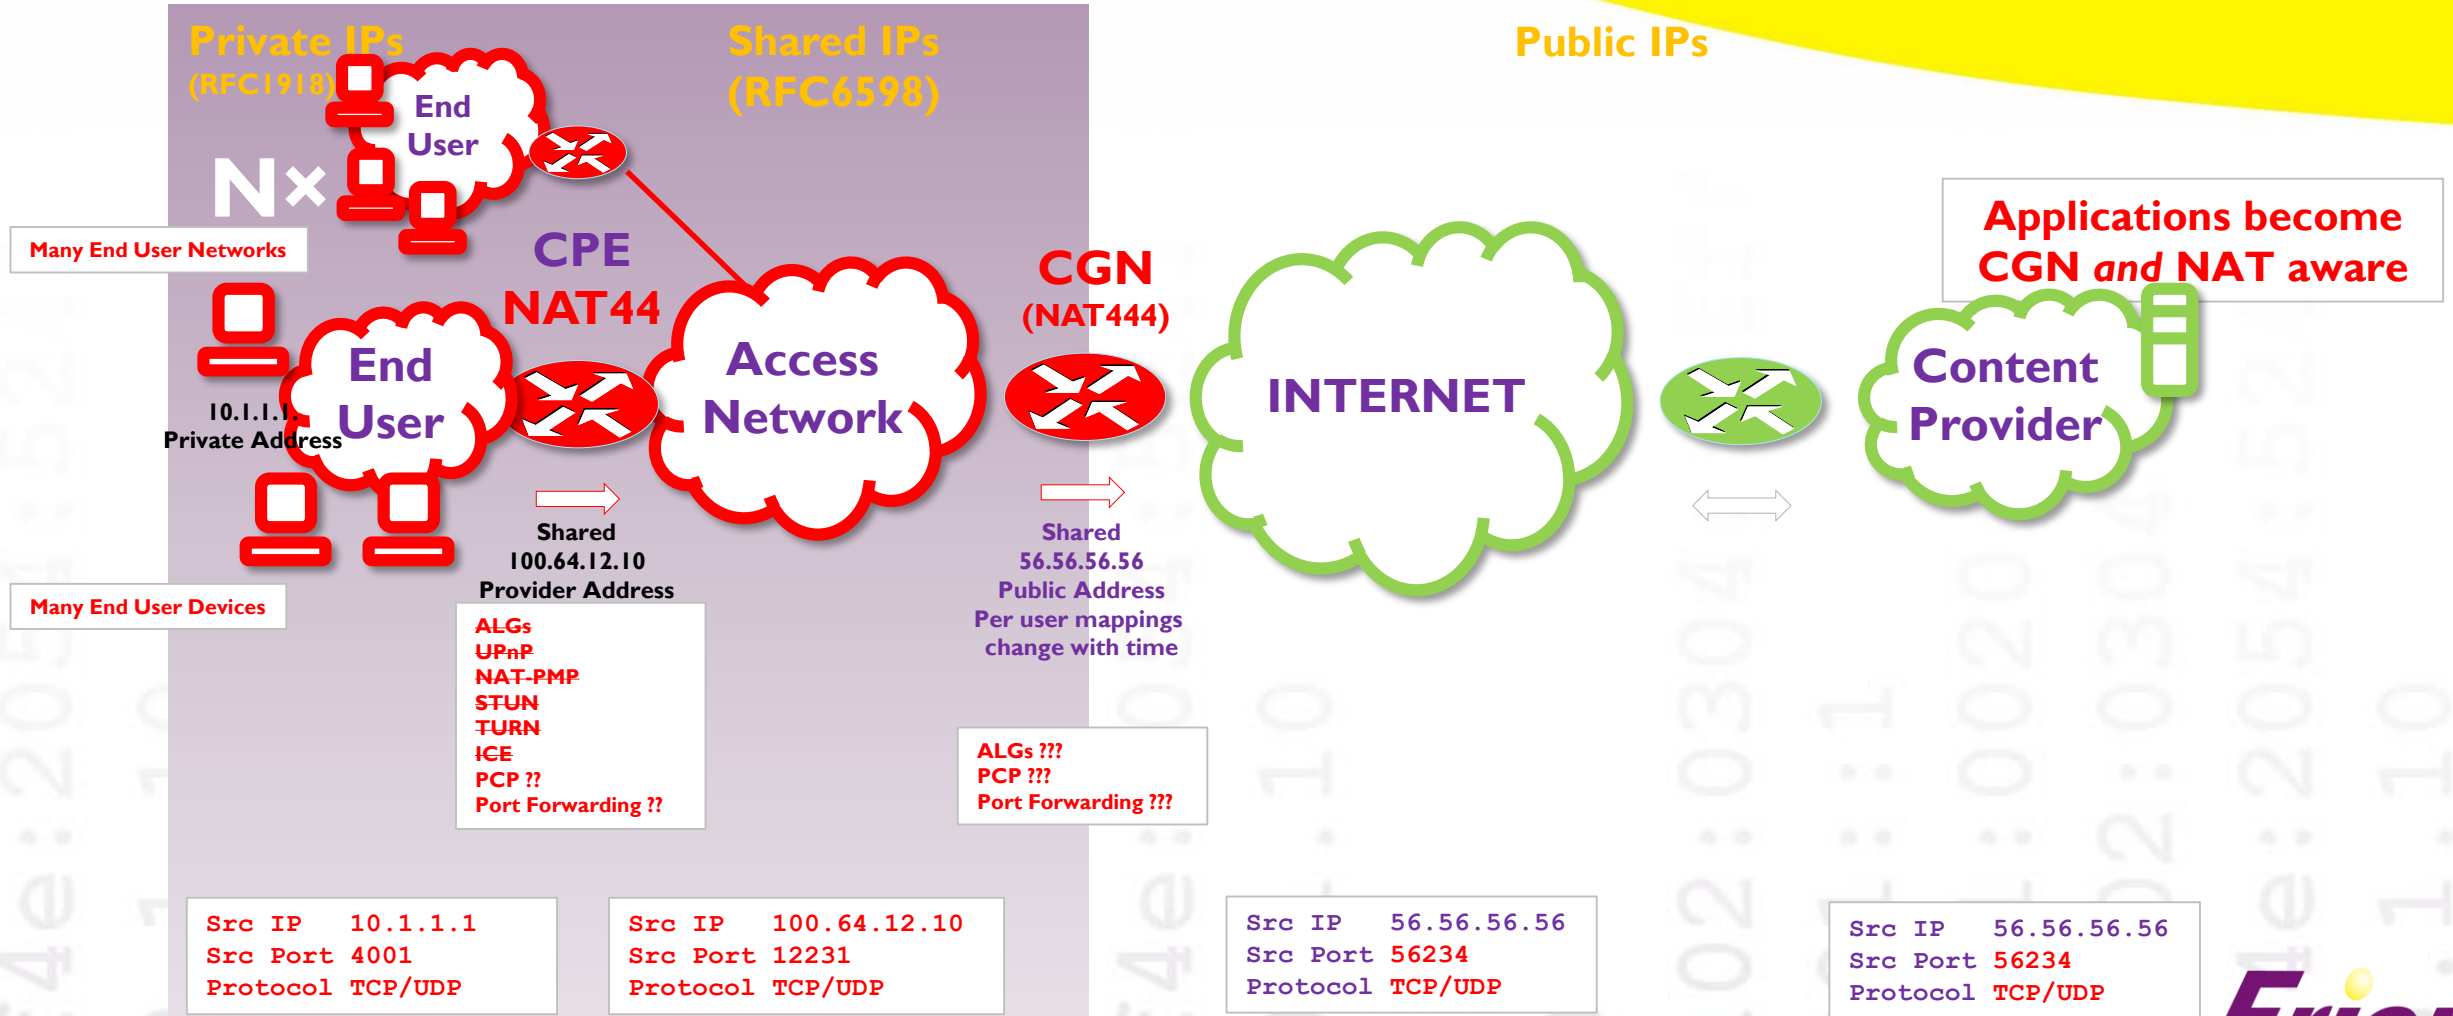 Private IPs
(RFC1918)
Shared IPs
(RFC6598)
Public IPs
End
User
N×
Many End User Networks
CPE
NAT44
CGN
(NAT444)
Applications become
CGN and NAT aware
End
User
Access
Network
INTERNET
Content
Provider
10.1.1.1.
Private Address
Shared
100.64.12.10
Provider Address
Shared
56.56.56.56
Public Address
Per user mappings
change with time
Many End User Devices
ALGs
UPnP
NAT-PMP
STUN
TURN
ICE
PCP ??
Port Forwarding ??
ALGs ???
PCP ???
Port Forwarding ???
Src IP 10.1.1.1
Src Port 4001
Protocol TCP/UDP
Src IP 100.64.12.10
Src Port 12231
Protocol TCP/UDP
Src IP 56.56.56.56
Src Port 56234
Protocol TCP/UDP
Src IP 56.56.56.56
Src Port 56234
Protocol TCP/UDP